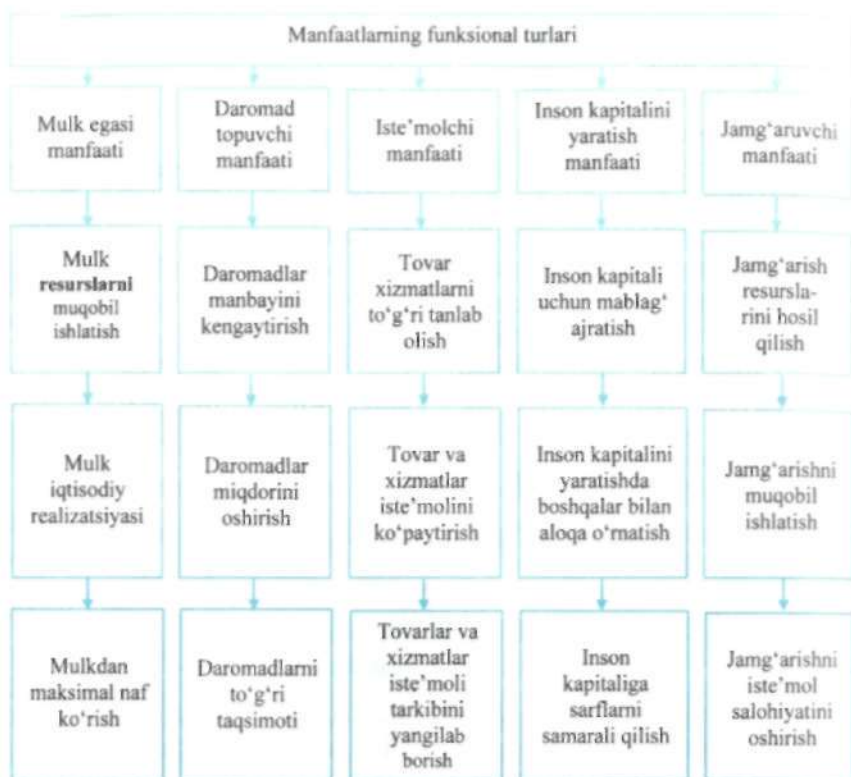 Manfaatlarning funksional turlari
Mulk egasi
manfaati
Daromad
topuvchi
manfaati
Iste’molchi
manfaati
Inson kapitalini
yaratish
manfaati
Jamg‘aruvchi
manfaati
Mulk
resurslarni
muqobil
ishlatish
Daromadlar
manbayini
kengaytirish
Tovar
xizmatlarni
to‘g‘ri tanlab
olish
Inson kapitali
uchun mablag‘
ajratish
Jamg‘arish
resursla-
rini hosil
qilish
Mulk
iqtisodiy
realizatsiyasi
Daromadlar
miqdorini
oshirish
Tovar va
xizmatlar
iste’molini
ko‘paytirish
Inson kapitalini
yaratishda
boshqalar bilan
aloqa o‘rnatish
Jamg‘arishni
muqobil
ishlatish
Mulkdan
maksimal naf
ko‘rish
Daromadlarni
to‘g‘ri
taqsimoti
Tovarlar va
xizmatlar
iste’moli
tarkibini
yangilab
borish
Inson
kapitaliga
sarflarni
samarali qilish
Jamg‘arishni
iste’mol
salohiyatini
oshirish